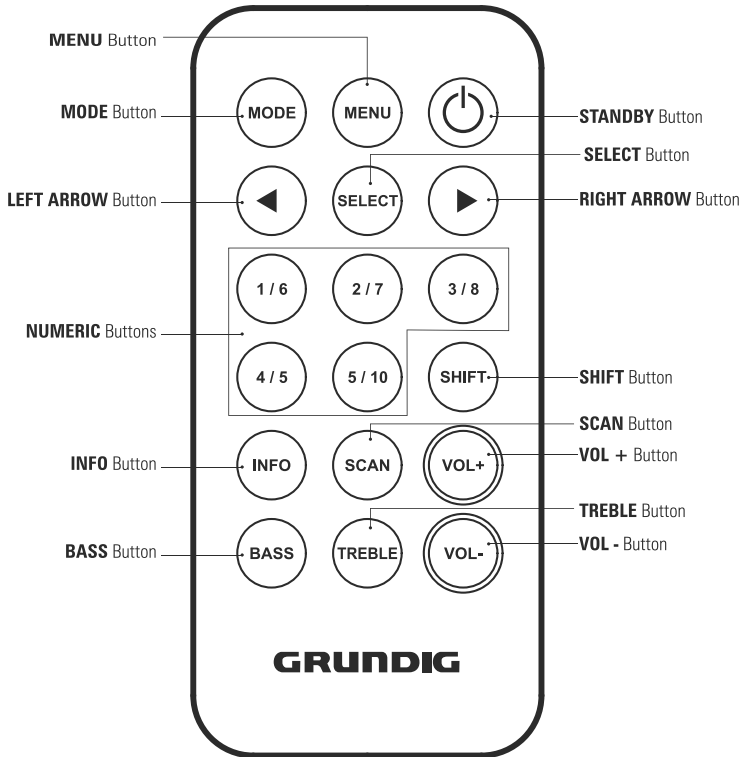 MENU Button
MODE Button
MODE
MENU
STANDBY Button
SELECT Button
LEFT ARROW Button
SELECT
RIGHT ARROW Button
1 / 6
2 / 7
3 / 8
NUMERIC Buttons
4 / 5
5 / 10
SHIFT
SHIFT Button
SCAN Button
INFO Button
INFO
SCAN
VOL+
VOL + Button
TREBLE Button
BASS Button
BASS
TREBLE
VOL-
VOL - Button
GRUNDIG